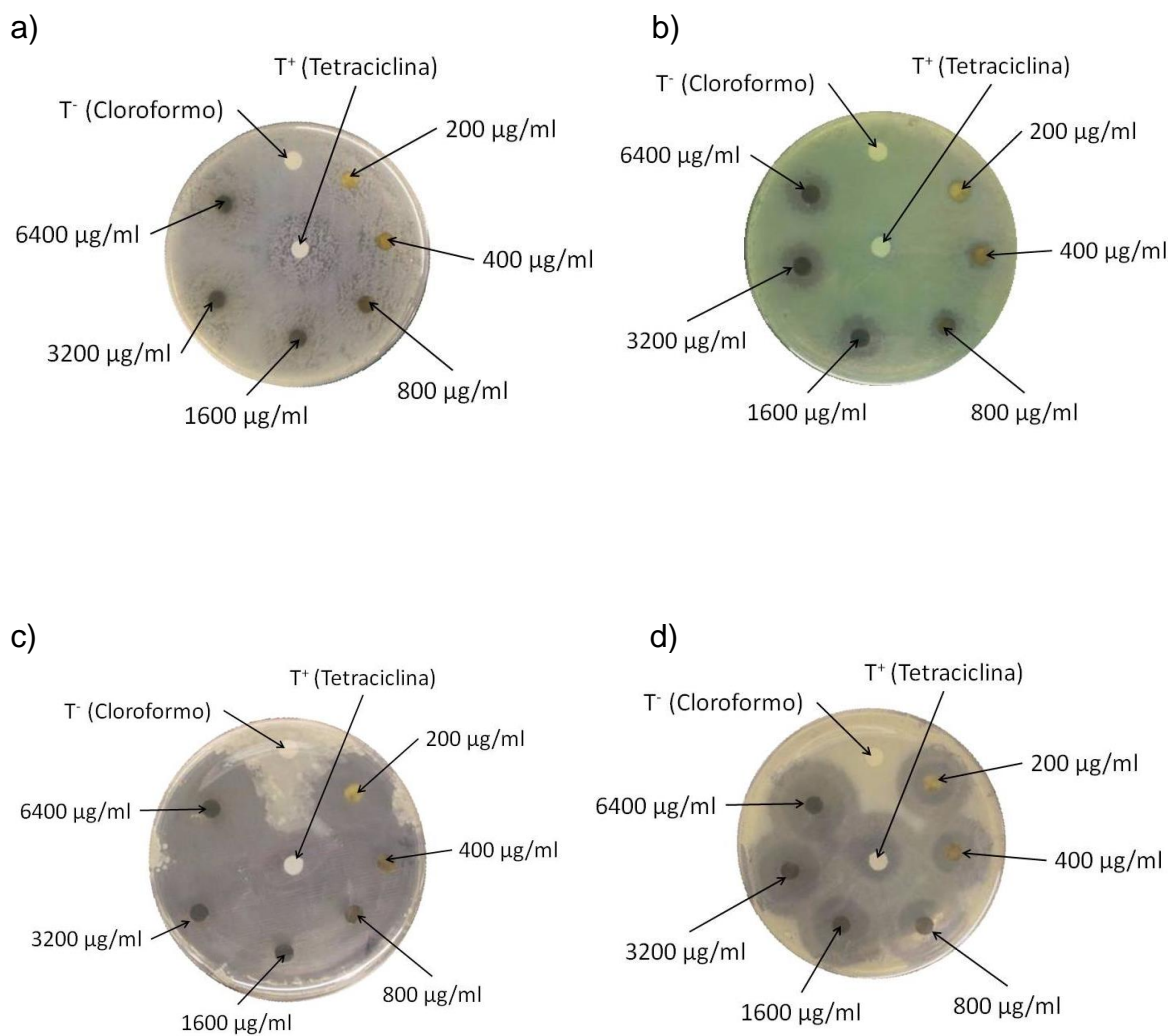 a)
T⁺ (Tetraciclina)
T⁻ (Cloroformo)
200 µg/ml
6400 µg/ml
400 µg/ml
3200 µg/ml
800 µg/ml
1600 µg/ml
b)
T⁺ (Tetraciclina)
T⁻ (Cloroformo)
200 µg/ml
6400 µg/ml
400 µg/ml
3200 µg/ml
1600 µg/ml
800 µg/ml
c)
T⁺ (Tetraciclina)
T⁻ (Cloroformo)
200 µg/ml
6400 µg/ml
400 µg/ml
3200 µg/ml
800 µg/ml
1600 µg/ml
d)
T⁺ (Tetraciclina)
T⁻ (Cloroformo)
200 µg/ml
6400 µg/ml
400 µg/ml
3200 µg/ml
1600 µg/ml
800 µg/ml